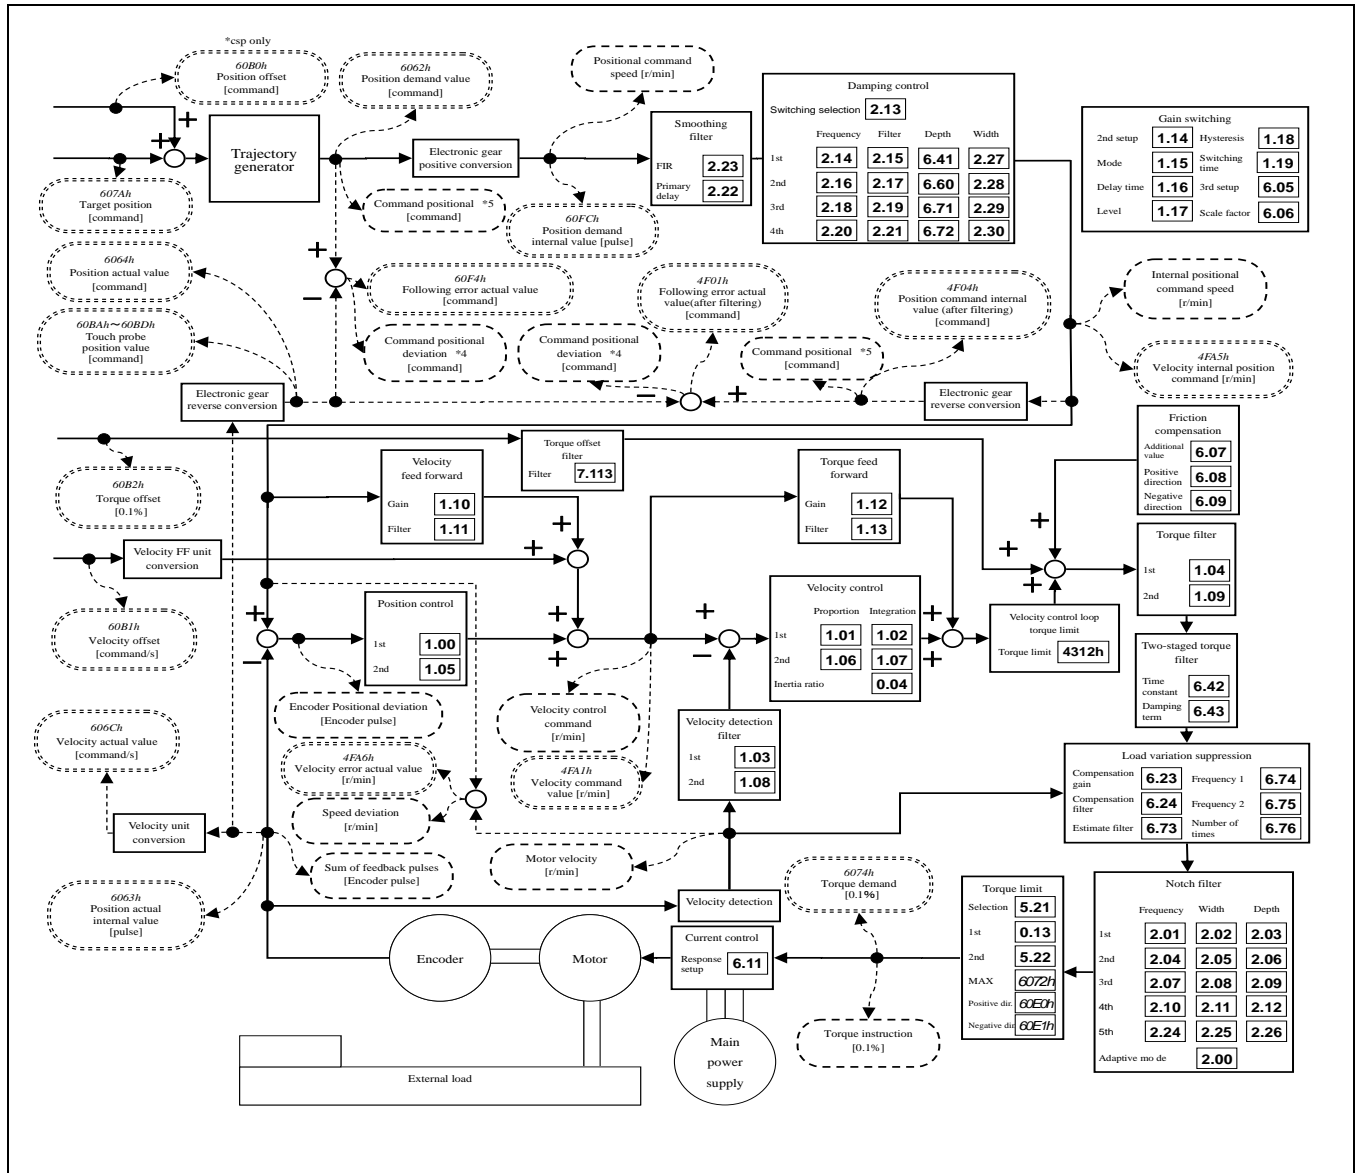 *csp only
60B0h
Position offset
[command]
6062h
Position demand value
[command]
Positional command
speed [r/min]
Trajectory
generator
Electronic gear
positive conversion
Smoothing
filter
FIR 2.23
Primary
delay 2.22
Damping control
Switching selection 2.13
Frequency Filter Depth Width
1st 2.14 2.15 6.41 2.27
2nd 2.16 2.17 6.60 2.28
3rd 2.18 2.19 6.71 2.29
4th 2.20 2.21 6.72 2.30
Gain switching
2nd setup 1.14 Hysteresis 1.18
Mode 1.15 Switching
time 1.19
Delay time 1.16 3rd setup 6.05
Level 1.17 Scale factor 6.06
607Ah
Target position
[command]
Command positional *5
[command]
60FCh
Position demand
internal value [pulse]
6064h
Position actual value
[command]
60BAh～60BDh
Touch probe
position value
[command]
60F4h
Following error actual value
[command]
Command positional
deviation *4
[command]
4F01h
Following error actual
value(after filtering)
[command]
Command positional
deviation *4
[command]
4F04h
Position command internal
value (after filtering)
[command]
Command positional *5
[command]
Internal positional
command speed
[r/min]
4FA5h
Velocity internal position
command [r/min]
Electronic gear
reverse conversion
Electronic gear
reverse conversion
60B2h
Torque offset
[0.1%]
Torque offset
filter
Filter 7.113
Velocity
feed forward
Gain 1.10
Filter 1.11
Torque feed
forward
Gain 1.12
Filter 1.13
Friction
compensation
Additional
value 6.07
Positive
direction 6.08
Negative
direction 6.09
Velocity FF unit
conversion
60B1h
Velocity offset
[command/s]
Position control
1st 1.00
2nd 1.05
Velocity control
Proportion Integration
1st 1.01 1.02
2nd 1.06 1.07
Inertia ratio 0.04
Velocity control loop
torque limit
Torque limit 4312h
Torque filter
1st 1.04
2nd 1.09
Two-staged torque
filter
Time
constant 6.42
Damping
term 6.43
Encoder Positional deviation
[Encoder pulse]
Velocity control
command
[r/min]
4FA1h
Velocity command
value [r/min]
Velocity detection
filter
1st 1.03
2nd 1.08
606Ch
Velocity actual value
[command/s]
4FA6h
Velocity error actual value
[r/min]
Speed deviation
[r/min]
Sum of feedback pulses
[Encoder pulse]
Velocity unit
conversion
6063h
Position actual
internal value
[pulse]
Motor velocity
[r/min]
Velocity detection
Load variation suppression
Compensation
gain 6.23 Frequency 1 6.74
Compensation
filter 6.24 Frequency 2 6.75
Estimate filter 6.73 Number of
times 6.76
6074h
Torque demand
[0.1%]
Torque limit
Selection 5.21
1st 0.13
2nd 5.22
MAX 6072h
Positive dir. 60E0h
Negative dir 60E1h
Notch filter
Frequency Width Depth
1st 2.01 2.02 2.03
2nd 2.04 2.05 2.06
3rd 2.07 2.08 2.09
4th 2.10 2.11 2.12
5th 2.24 2.25 2.26
Adaptive mo de 2.00
Current control
Response
setup 6.11
Encoder
Motor
Main
power
supply
Torque instruction
[0.1%]
External load